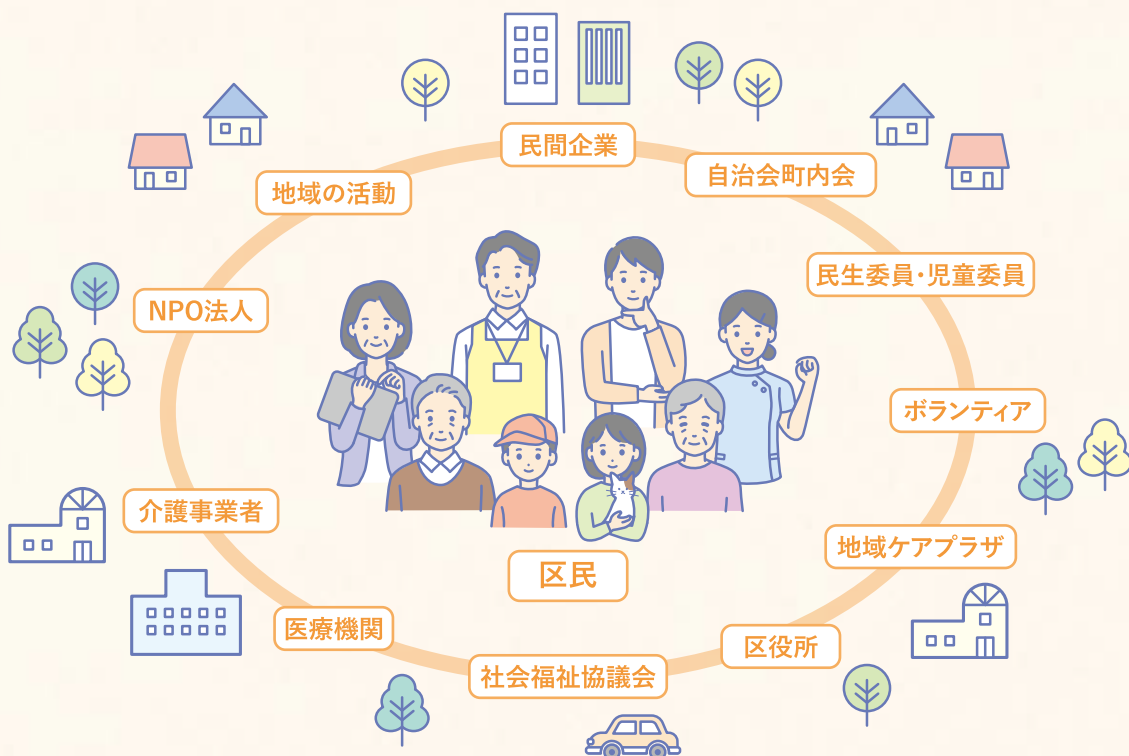 民間企業
自治会町内会
地域の活動
民生委員・児童委員
NPO法人
ボランティア
介護事業者
地域ケアプラザ
区民
医療機関
区役所
社会福祉協議会